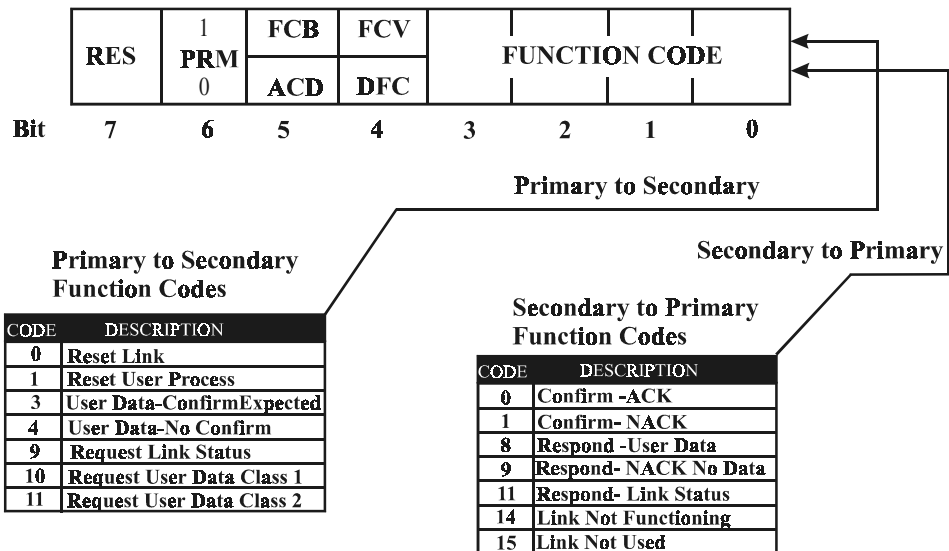 RES
1
PRM
0
FCB FCV
ACD DFC
FUNCTION CODE
Bit 7 6 5 4 3 2 1 0
Primary to Secondary
Secondary to Primary
Primary to Secondary
Function Codes
CODE DESCRIPTION
0 Reset Link
1 Reset User Process
3 User Data-ConfirmExpected
4 User Data-No Confirm
9 Request Link Status
10 Request User Data Class 1
11 Request User Data Class 2
Secondary to Primary
Function Codes
CODE DESCRIPTION
0 Confirm -ACK
1 Confirm- NACK
8 Respond -User Data
9 Respond- NACK No Data
11 Respond- Link Status
14 Link Not Functioning
15 Link Not Used